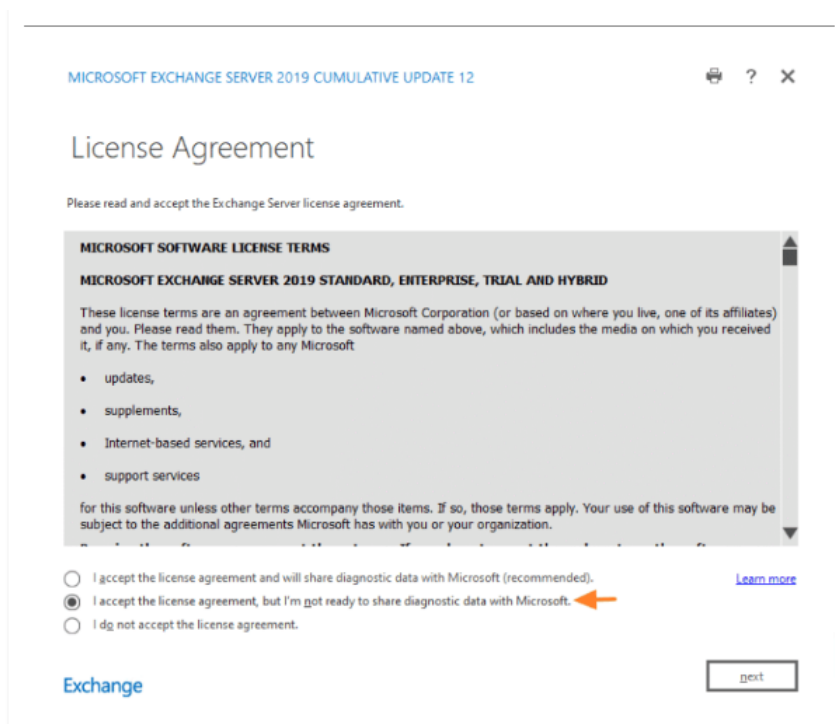 MICROSOFT EXCHANGE SERVER 2019 CUMULATIVE UPDATE 12
?
License Agreement
Please read and accept the Exchange Server license agreement.
MICROSOFT SOFTWARE LICENSE TERMS
MICROSOFT EXCHANGE SERVER 2019 STANDARD, ENTERPRISE, TRIAL AND HYBRID
These license terms are an agreement between Microsoft Corporation (or based on where you live, one of its affiliates)
and you. Please read them. They apply to the software named above, which includes the media on which you received
it, if any. The terms also apply to any Microsoft
• updates,
• supplements,
• Internet-based services, and
• support services
for this software unless other terms accompany those items. If so, those terms apply. Your use of this software may be
subject to the additional agreements Microsoft has with you or your organization.
I accept the license agreement and will share diagnostic data with Microsoft (recommended).
Learn more
I accept the license agreement, but I'm not ready to share diagnostic data with Microsoft.
I do not accept the license agreement.
Exchange
next